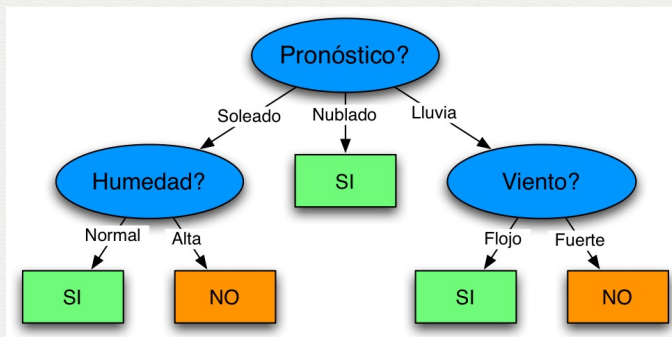 Pronóstico?
Soleado
Nublado
Lluvia
Humedad?
SI
Viento?
Normal
Alta
Flojo
Fuerte
SI
NO
SI
NO